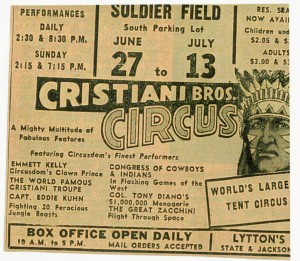 PERFORMANCES
DAILY
2:30 & 8:30 P.M.
SUNDAY
2:15 & 7:15 P.M.
SOLDIER FIELD
South Parking Lot
JUNE JULY
27 TO 13
RES. SEA
NOW AVAI
Children und
$2.
ADULTS
$3.00 &
CRISTIANI BROS.
CIRCUS
A Mighty Multitude of
Fabulous Features
Featuring Circusdom's Finest Performers
EMMETT KELLY
Circusdom's Clown Prince
THE WORLD FAMOUS
CRISTIANI TROUPE
CAPT. EDDIE KUHN
Fighting 20 Ferocious
Jungle Beasts
CONGRESS OF COWBOYS
& INDIANS
In Flashing Games of the
West
COL. TONY DIANO'S
$1,000,000 Menagerie
THE GREAT ZACCHINI
Flight Through Space
WORLD'S LARGE
TENT CIRCUS
BOX OFFICE OPEN DAILY
10 A.M. to 5 P.M. MAIL ORDERS ACCEPTED
LYTTON'S
STATE & JACKSON